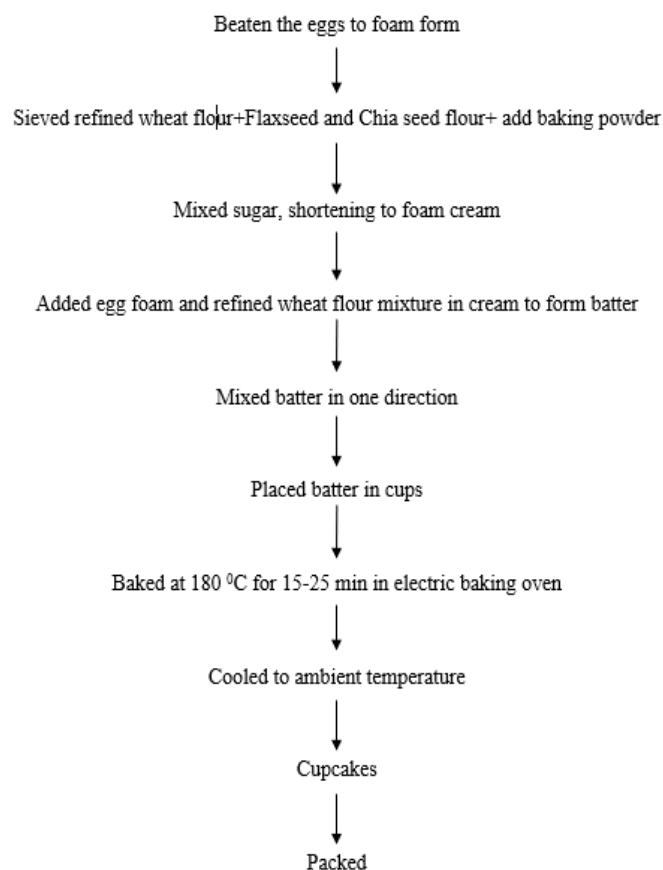 Beaten the eggs to foam form
Sieved refined wheat flour+Flaxseed and Chia seed flour+ add baking powder
Mixed sugar, shortening to foam cream
Added egg foam and refined wheat flour mixture in cream to form batter
Mixed batter in one direction
Placed batter in cups
Baked at 180 ⁰C for 15-25 min in electric baking oven
Cooled to ambient temperature
Cupcakes
Packed